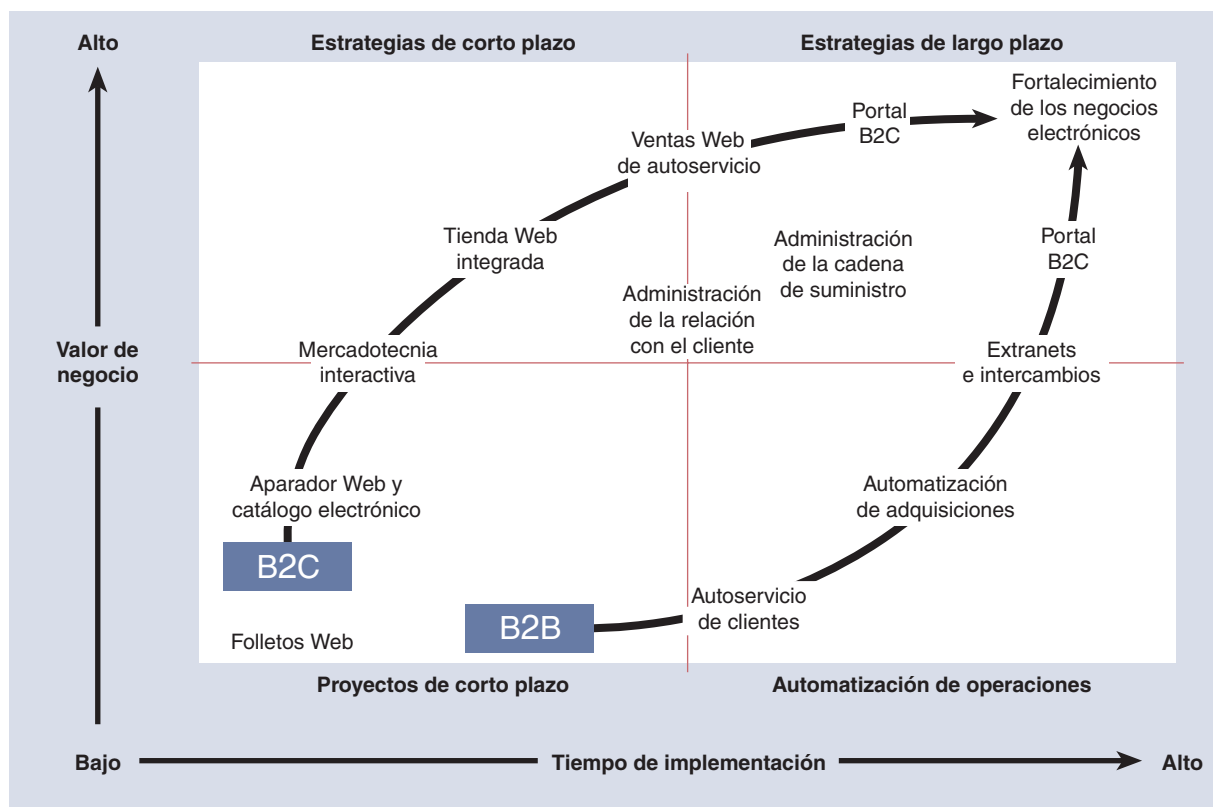 Alto
Estrategias de corto plazo
Estrategias de largo plazo
Fortalecimiento
de los negocios
electrónicos
Portal
B2C
Ventas Web
de autoservicio
Tienda Web
integrada
Administración
de la cadena
de suministro
Portal
B2C
Administración
de la relación
con el cliente
Valor de
negocio
Mercadotecnia
interactiva
Extranets
e intercambios
Aparador Web y
catálogo electrónico
Automatización
de adquisiciones
B2C
Autoservicio
de clientes
B2B
Folletos Web
Proyectos de corto plazo
Automatización de operaciones
Bajo
Tiempo de implementación
Alto